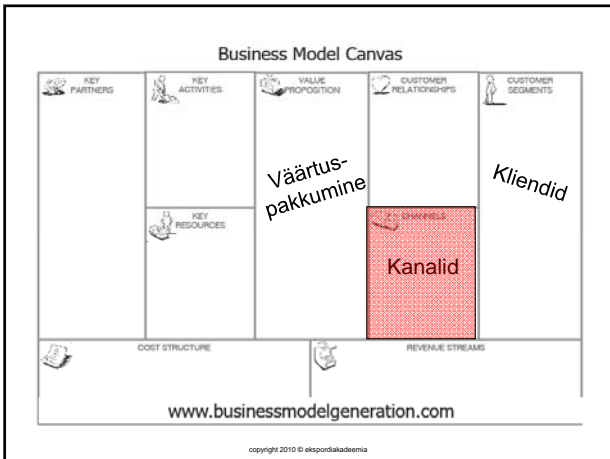 Business Model Canvas
KEY
PARTNERS
KEY
ACTIVITIES
VALUE
PROPOSITION
CUSTOMER
RELATIONSHIPS
CUSTOMER
SEGMENTS
Väärtus-
pakkumine
Kliendid
KEY
RESOURCES
CHANNELS
Kanalid
COST STRUCTURE
REVENUE STREAMS
www.businessmodelgeneration.com
copyright 2010 © ekspordiakadeemia